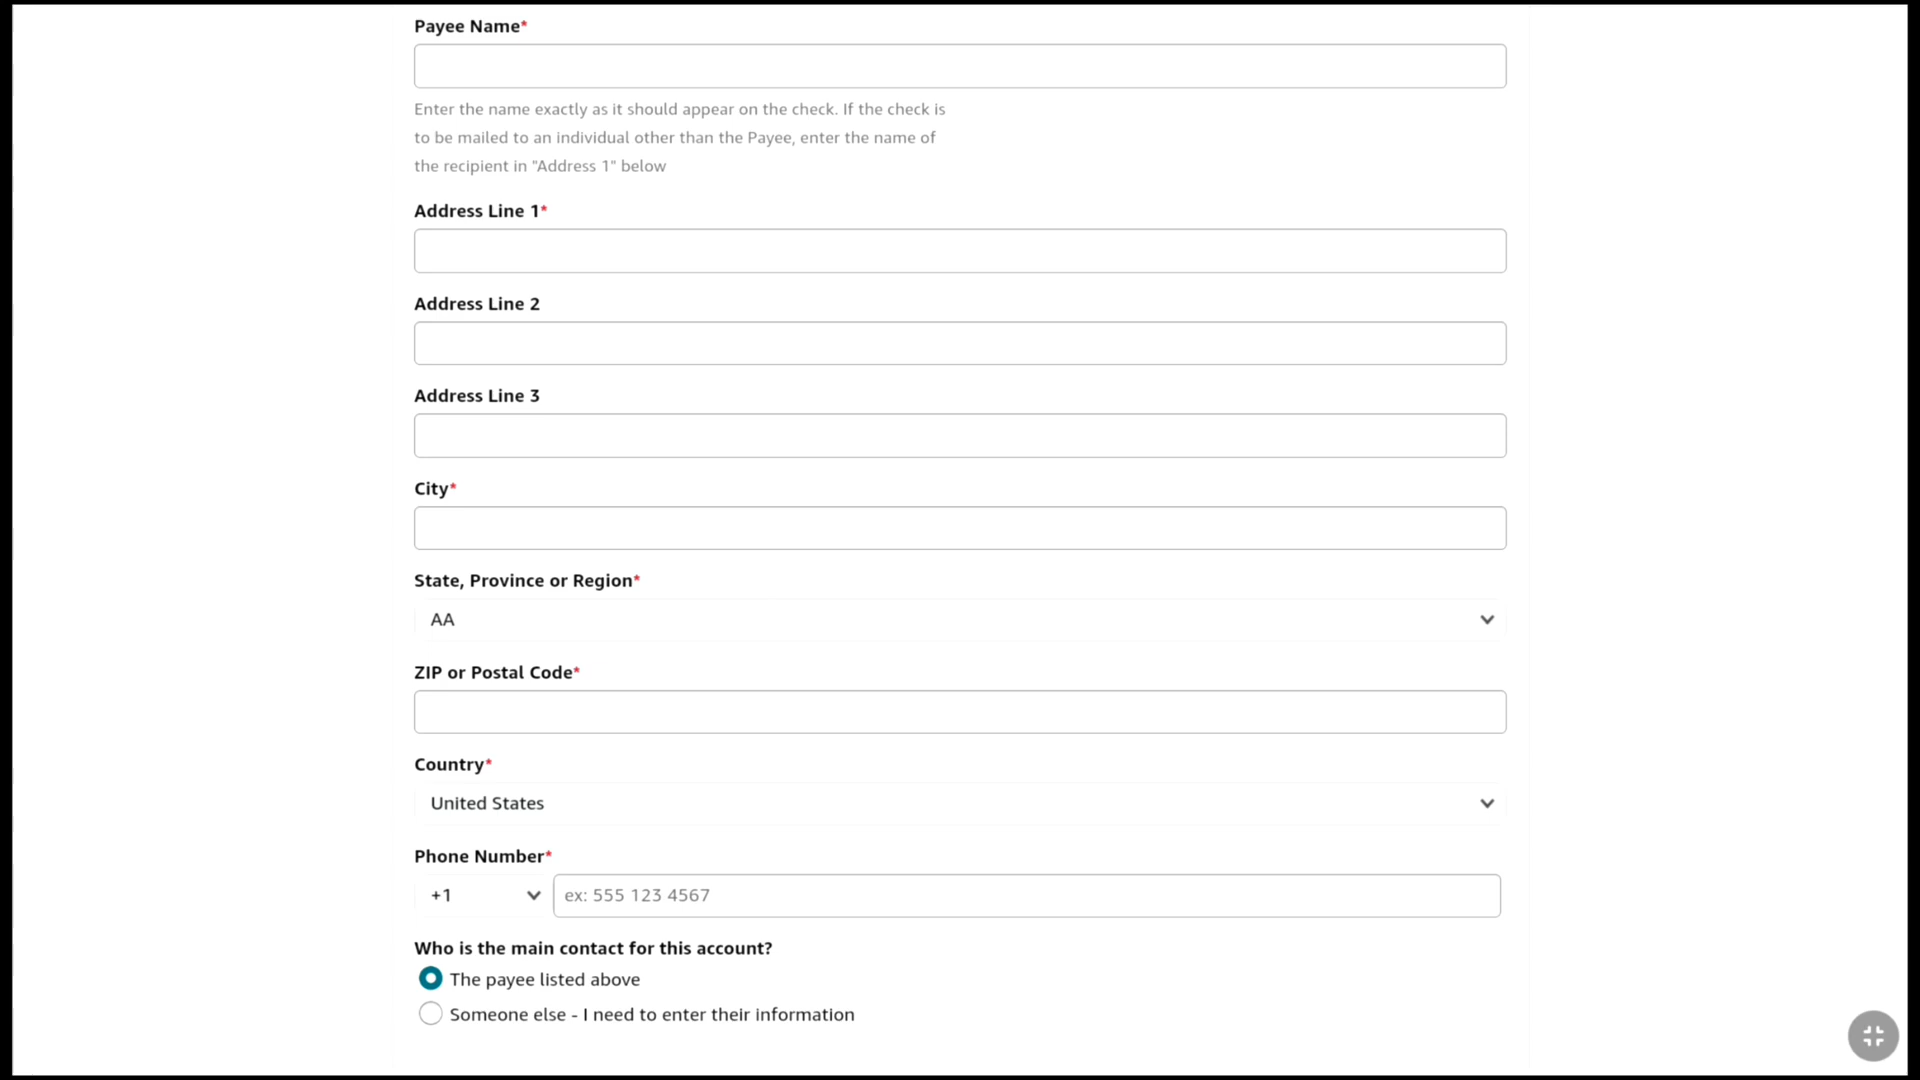 Payee Name*
Enter the name exactly as it should appear on the check. If the check is
to be mailed to an individual other than the Payee, enter the name of
the recipient in "Address 1" below
Address Line 1*
Address Line 2
Address Line 3
City*
State, Province or Region*
AA
ZIP or Postal Code*
Country*
United States
Phone Number*
+1 ex: 555 123 4567
Who is the main contact for this account?
The payee listed above
Someone else - I need to enter their information